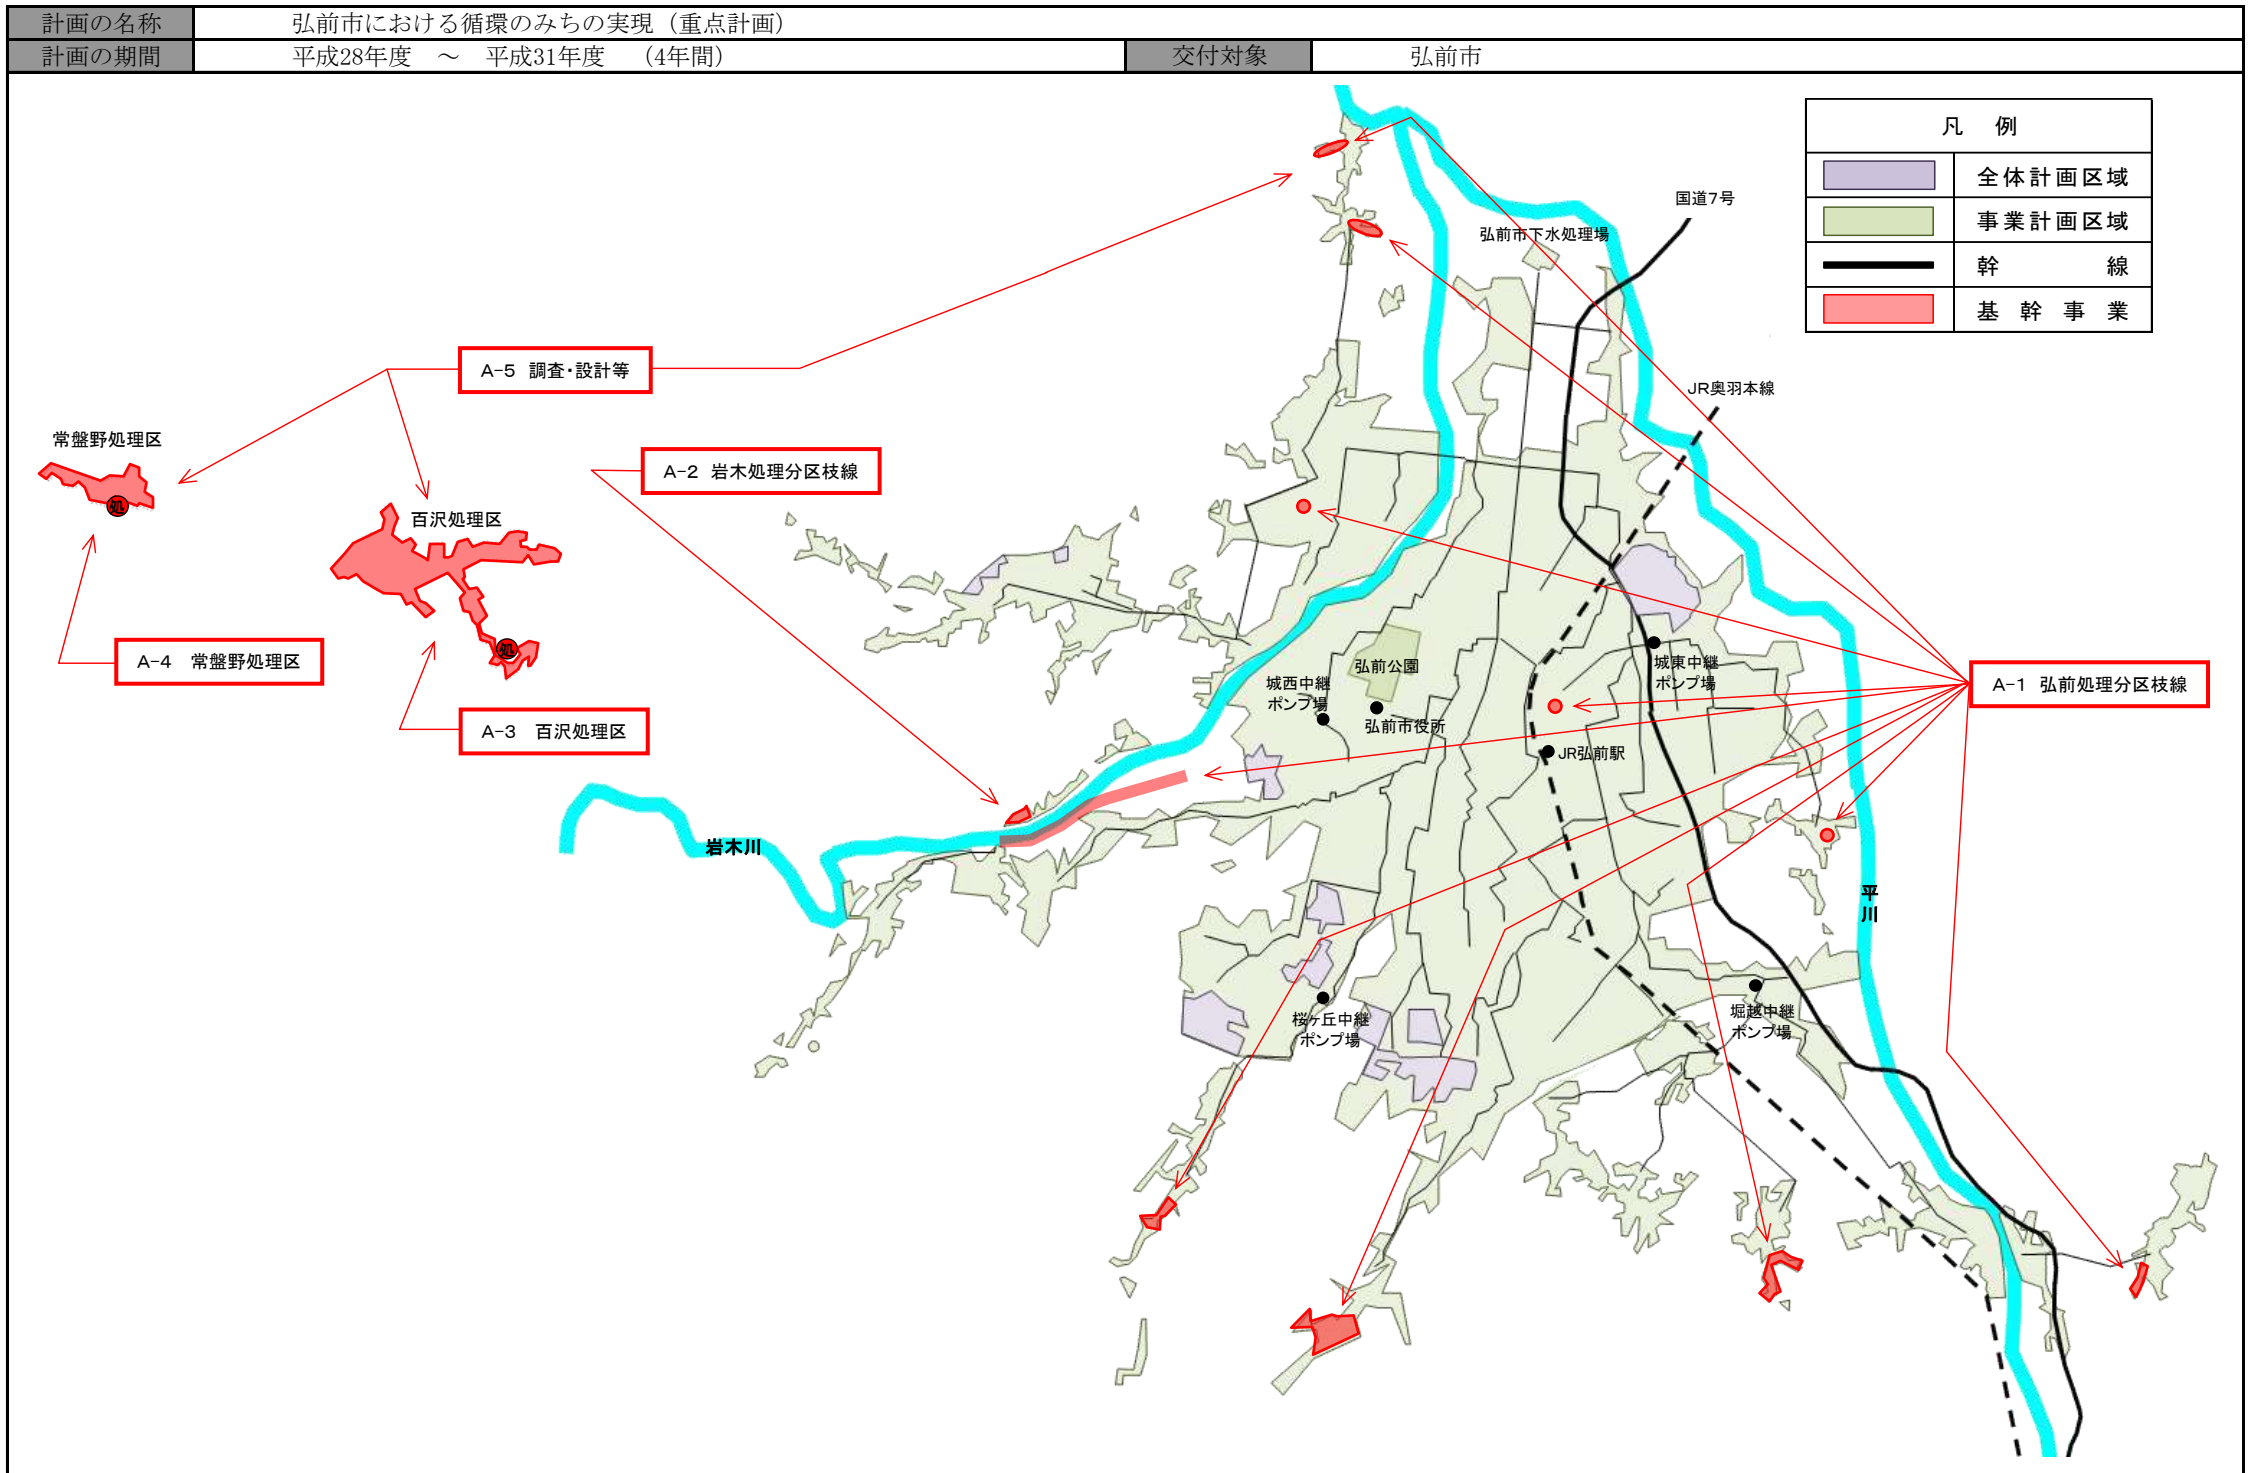 計画の名称
弘前市における循環のみちの実現（重点計画）
計画の期間
平成28年度　～　平成31年度　（4年間）
交付対象
弘前市
凡　例
全体計画区域
事業計画区域
幹　線
基幹事業
国道7号
弘前市下水処理場
JR奥羽本線
A-5 調査・設計等
常盤野処理区
処
A-2 岩木処理分区枝線
百沢処理区
処
A-4 常盤野処理区
A-3 百沢処理区
弘前公園
城東中継
ポンプ場
城西中継
ポンプ場
弘前市役所
A-1 弘前処理分区枝線
JR弘前駅
岩木川
平川
桜ヶ丘中継
ポンプ場
堀越中継
ポンプ場